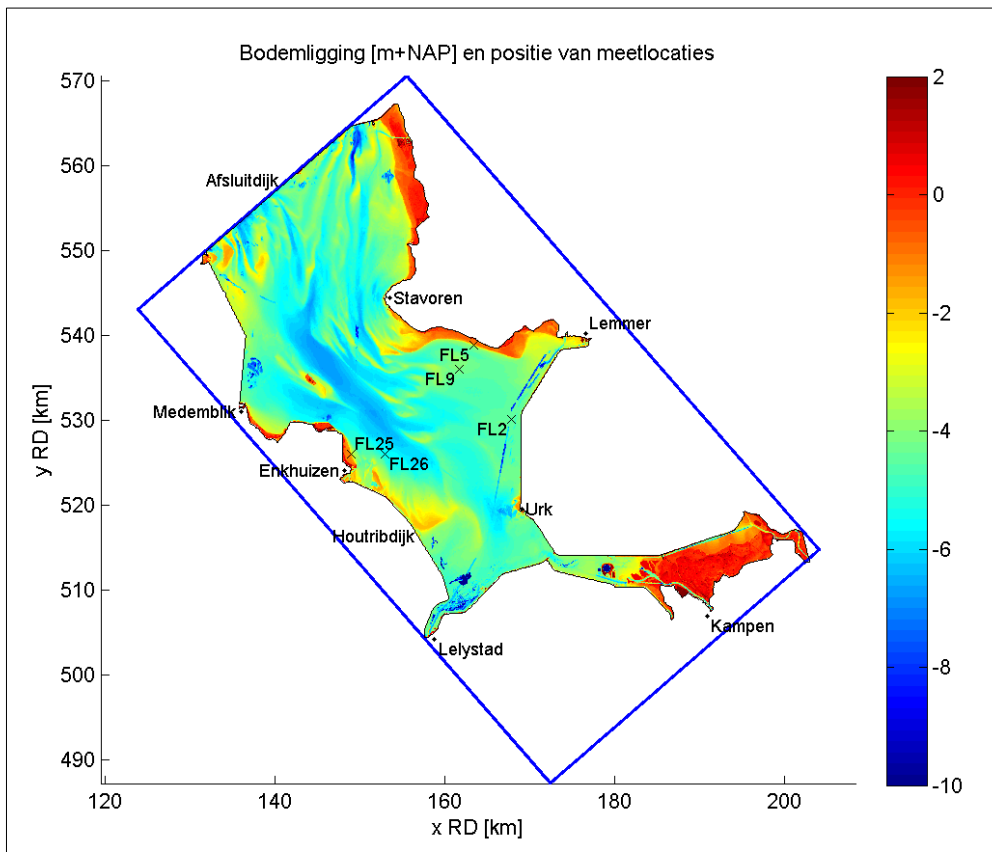 Bodemligging [m+NAP] en positie van meetlocaties
570
560
550
540
530
520
510
500
490
y RD [km]
120
140
160
180
200
x RD [km]
Afsluitdijk
Stavoren
Lemmer
FL5
FL9
FL2
Medemblik
FL25
FL26
Enkhuizen
Urk
Houtribdijk
Kampen
Lelystad
2
0
-2
-4
-6
-8
-10